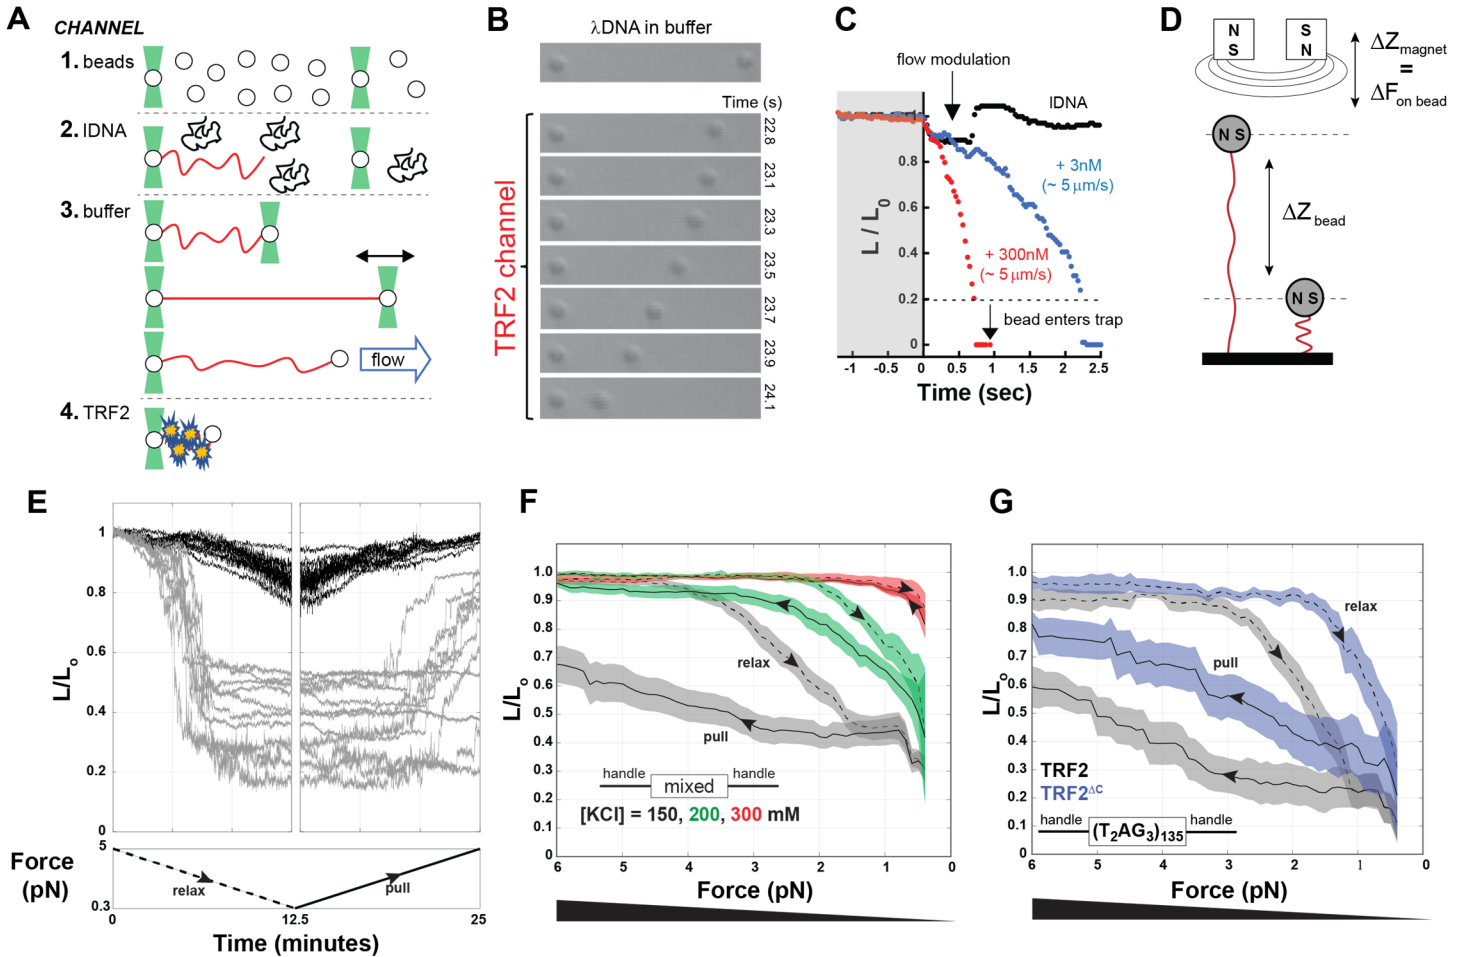 A
CHANNEL
1. beads
2. lDNA
3. buffer
flow
4. TRF2
B
λDNA in buffer
Time (s)
TRF2 channel
22.8
23.1
23.3
23.5
23.7
23.9
24.1
C
flow modulation
lDNA
+ 3nM
(~ 5 µm/s)
+ 300nM
(~ 5 µm/s)
bead enters trap
L / L0
1
0.8
0.6
0.4
0.2
0
-1 -0.5 0 0.5 1 1.5 2 2.5
Time (sec)
D
N S
S N
ΔZmagnet
=
ΔFon bead
N S
ΔZbead
N S
E
L/Lo
1
0.8
0.6
0.4
0.2
0
Force (pN)
5
0.3
relax
pull
0 12.5 25
Time (minutes)
F
L/Lo
1.0
0.9
0.8
0.7
0.6
0.5
0.4
0.3
0.2
0.1
0
relax
pull
handle mixed handle
[KCl] = 150, 200, 300 mM
6 5 4 3 2 1 0
Force (pN)
G
L/Lo
1.0
0.9
0.8
0.7
0.6
0.5
0.4
0.3
0.2
0.1
0
relax
pull
TRF2
TRF2ΔC
handle (T2AG3)135 handle
6 5 4 3 2 1 0
Force (pN)